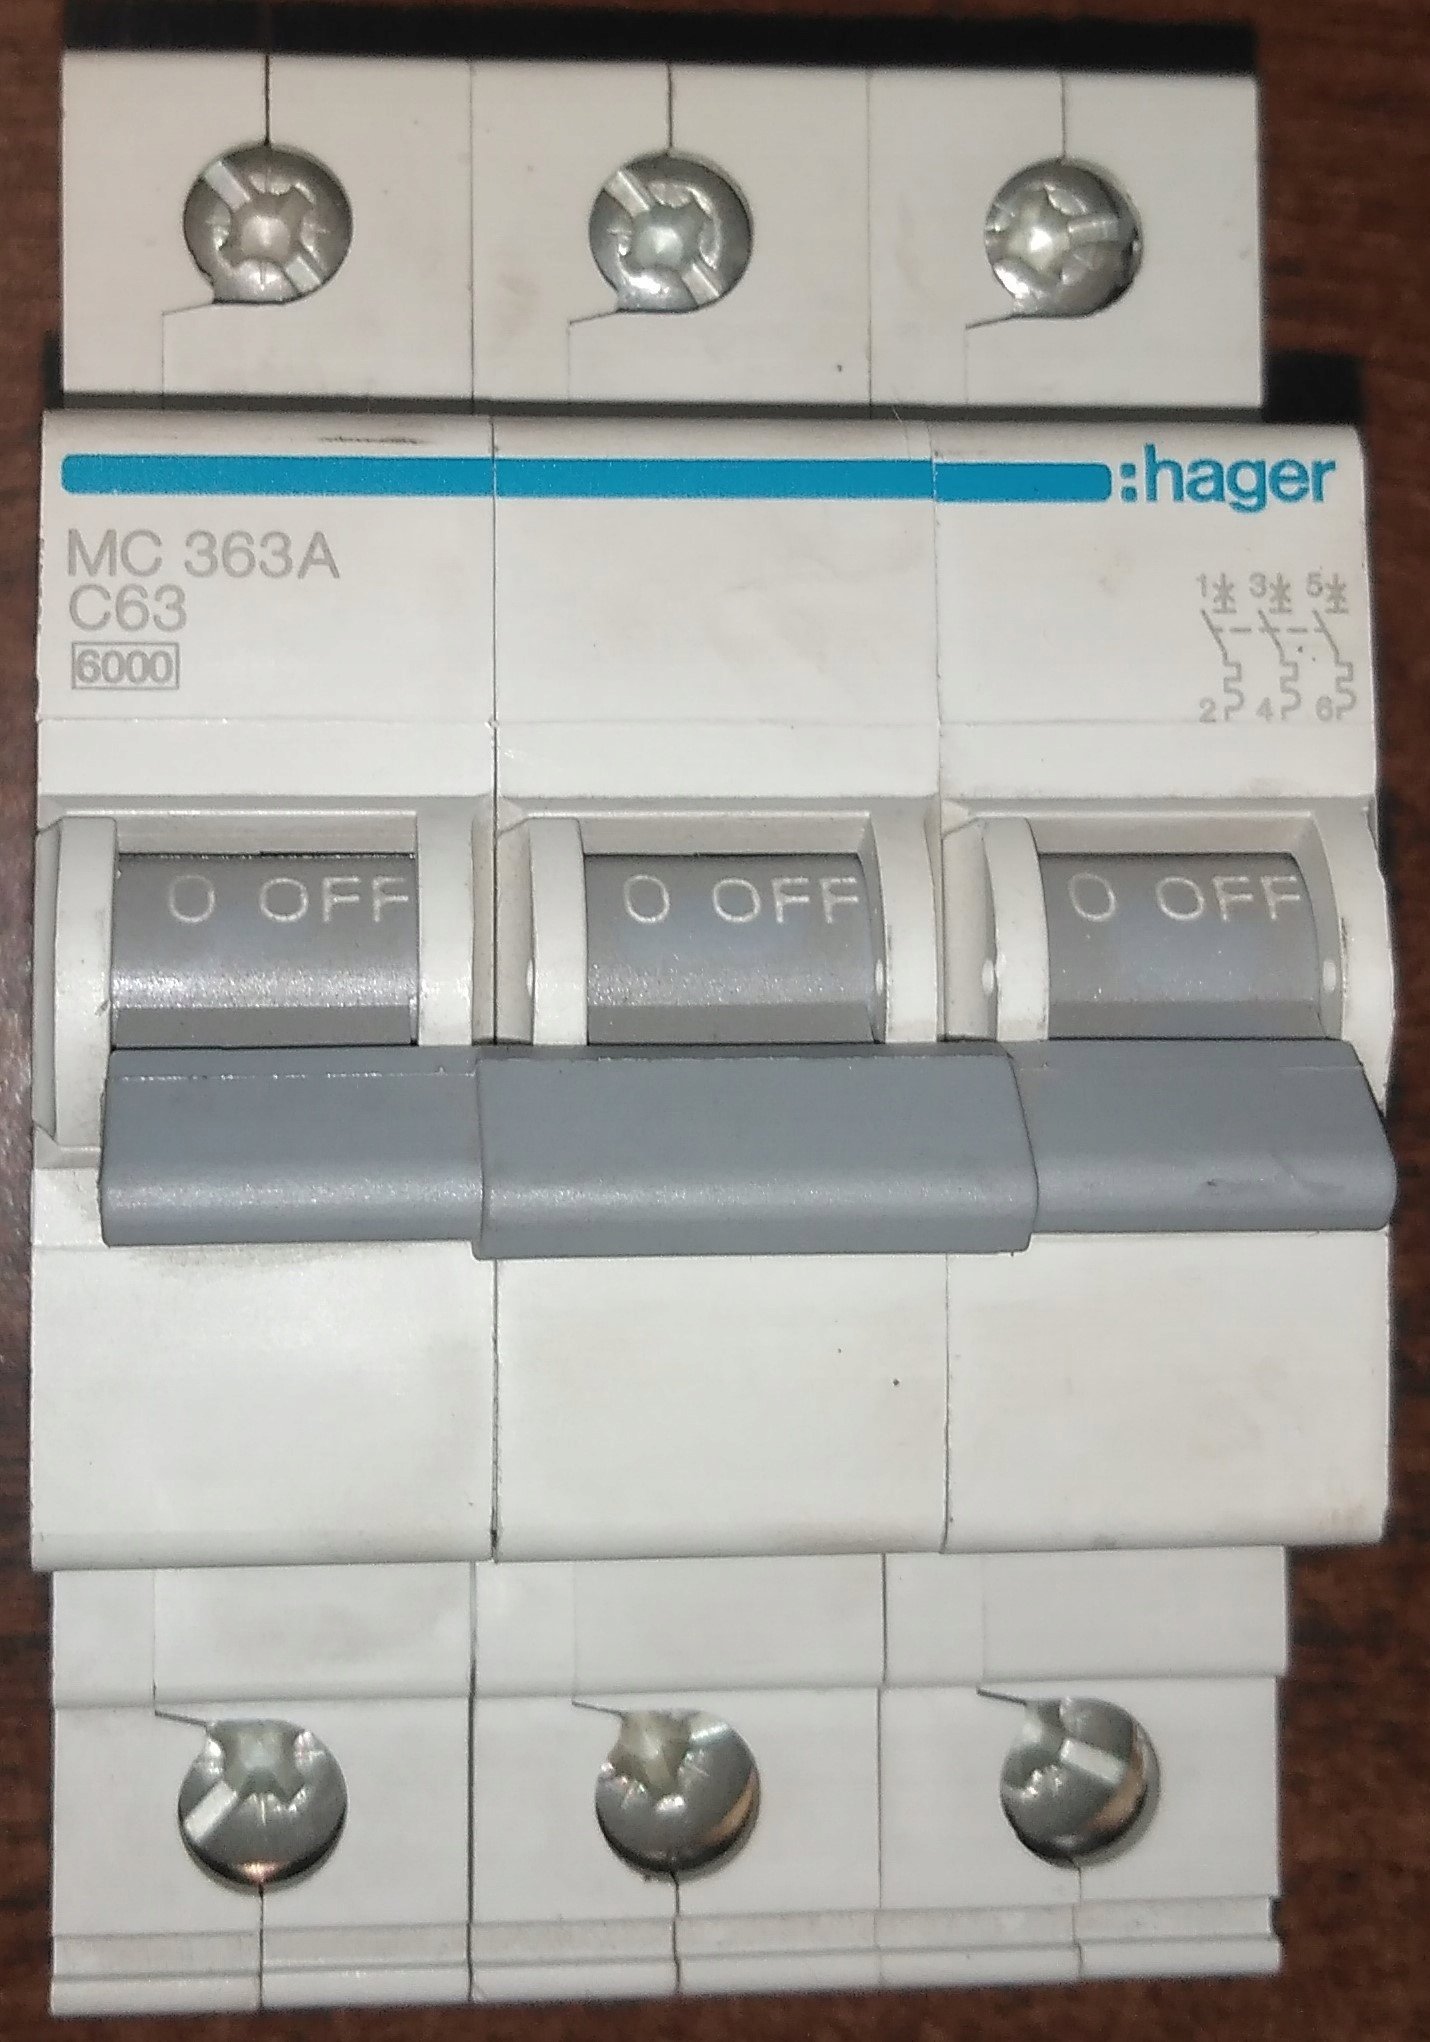 :hager
MC 363A
C63
6000
1 3 5
2 4 6
O OFF O OFF O OFF